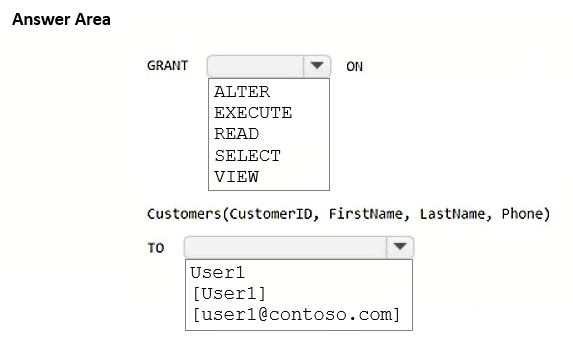 Answer Area
GRANT ON
ALTER
EXECUTE
READ
SELECT
VIEW
Customers(CustomerID, FirstName, LastName, Phone)
TO
User1
[User1]
[user1@contoso.com]